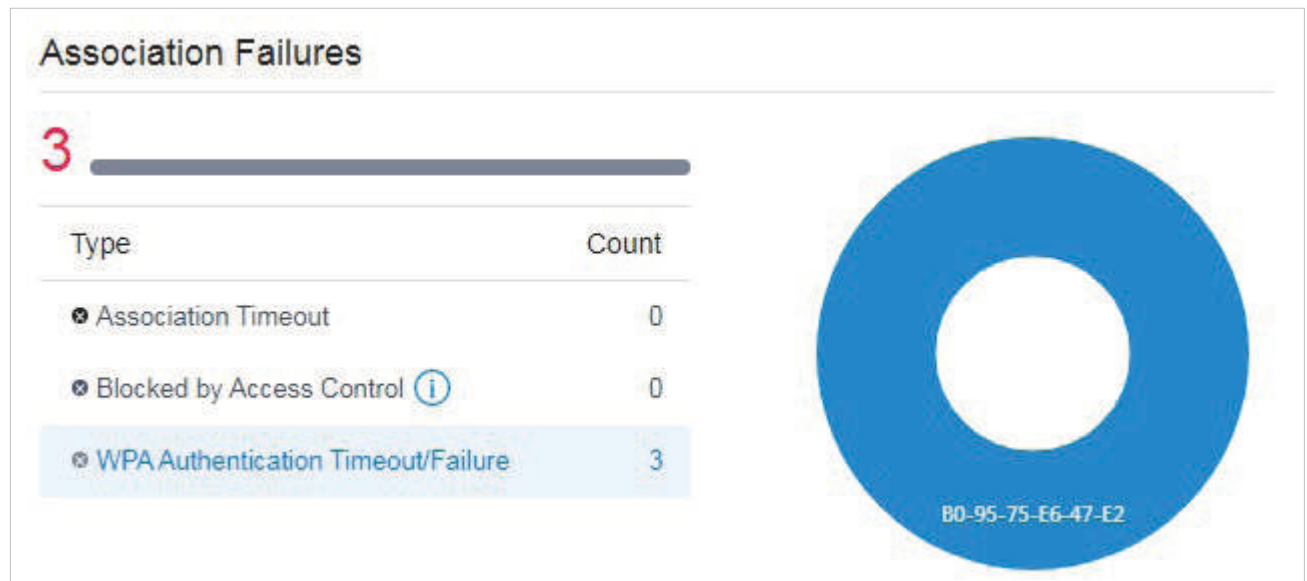 Association Failures
3
Type Count
Association Timeout 0
Blocked by Access Control i 0
WPA Authentication Timeout/Failure 3
B0-95-75-E6-47-E2